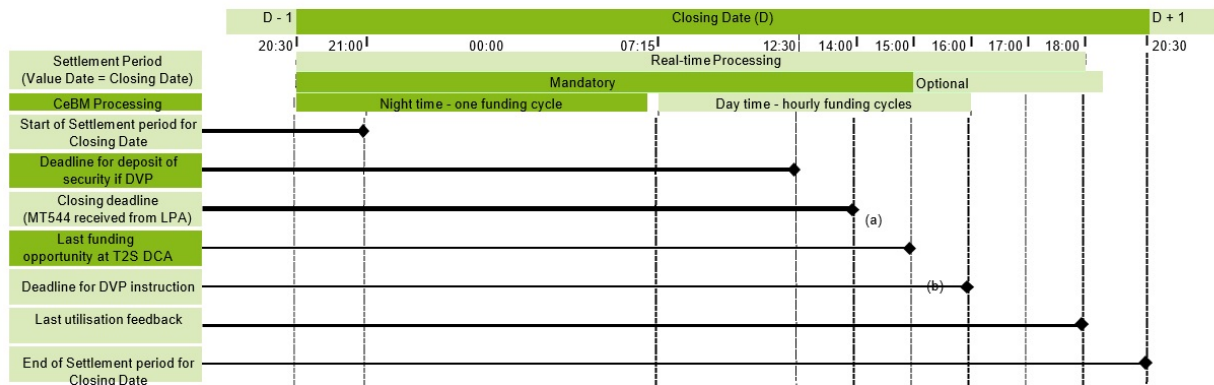 D - 1
Closing Date (D)
D + 1
20:30 21:00 00:00 07:15 12:30 14:00 15:00 16:00 17:00 18:00 20:30
Settlement Period
(Value Date = Closing Date)
Real-time Processing
Mandatory
Optional
CeBM Processing
Night time - one funding cycle
Day time - hourly funding cycles
Start of Settlement period for
Closing Date
Deadline for deposit of
security if DVP
Closing deadline
(MT544 received from LPA)
(a)
Last funding
opportunity at T2S DCA
Deadline for DVP instruction
(b)
Last utilisation feedback
End of Settlement period for
Closing Date